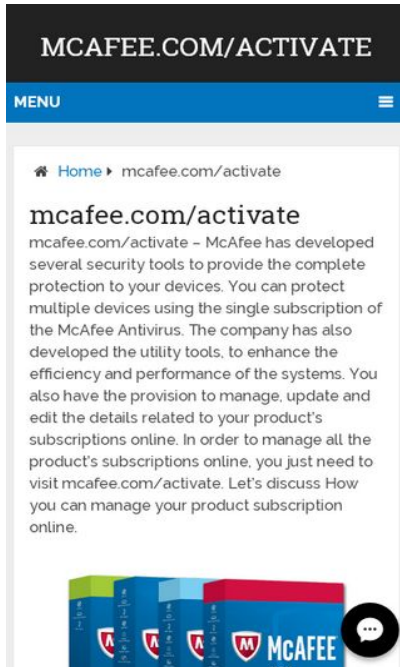 MCAFEE.COM/ACTIVATE
MENU
Home mcafee.com/activate
mcafee.com/activate
mcafee.com/activate – McAfee has developed
several security tools to provide the complete
protection to your devices. You can protect
multiple devices using the single subscription of
the McAfee Antivirus. The company has also
developed the utility tools, to enhance the
efficiency and performance of the systems. You
also have the provision to manage, update and
edit the details related to your product's
subscriptions online. In order to manage all the
product's subscriptions online, you just need to
visit mcafee.com/activate. Let's discuss How
you can manage your product subscription
online.
McAFEE